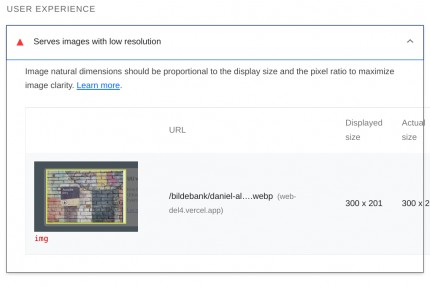 USER EXPERIENCE
Serves images with low resolution
Image natural dimensions should be proportional to the display size and the pixel ratio to maximize
image clarity. Learn more.
URL
Displayed
size
Actual
size
/bildebank/daniel-al….webp (web-
del4.vercel.app)
300 x 201
300 x 2
img